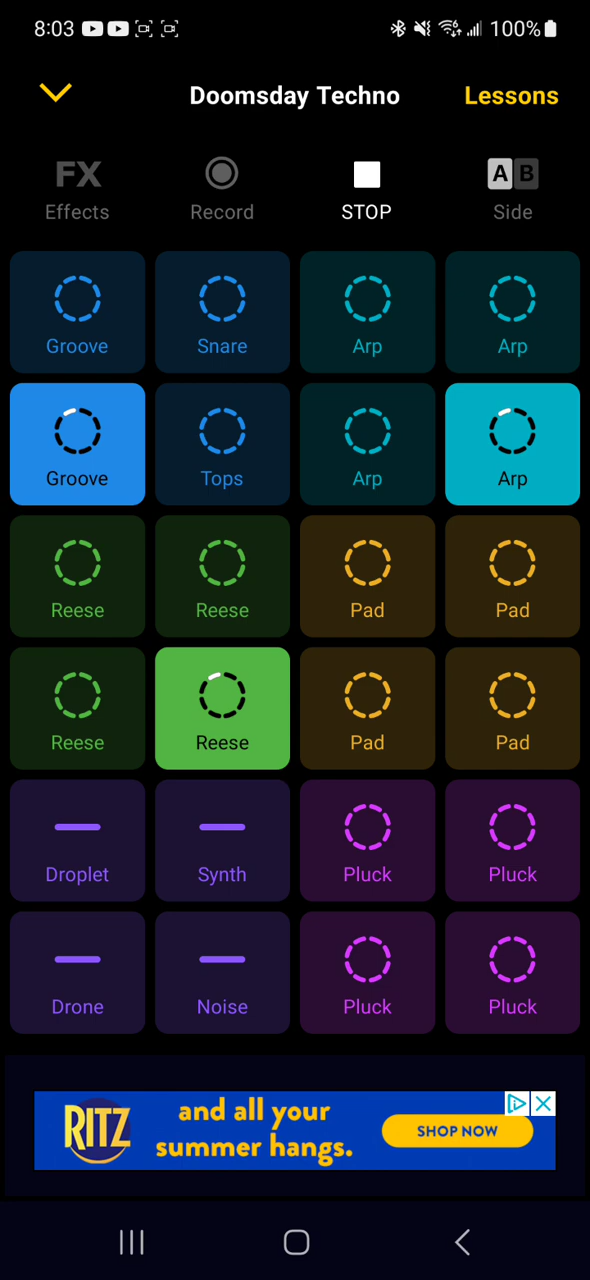 8:03 100%
Doomsday Techno Lessons
FX A B
Effects Record STOP Side
Groove Snare Arp Arp
Groove Tops Arp Arp
Reese Reese Pad Pad
Reese Reese Pad Pad
Droplet Synth Pluck Pluck
Drone Noise Pluck Pluck
RITZ and all your SHOP NOW
summer hangs.